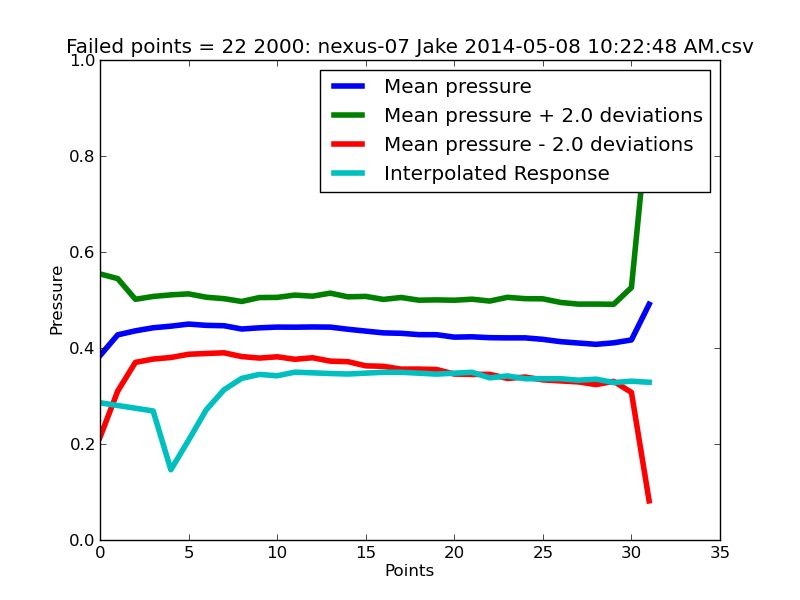 Failed points = 22 2000: nexus-07 Jake 2014-05-08 10:22:48 AM.csv
Mean pressure
Mean pressure + 2.0 deviations
Mean pressure - 2.0 deviations
Interpolated Response
1.0
0.8
0.6
0.4
0.2
0.0
Pressure
0 5 10 15 20 25 30 35
Points